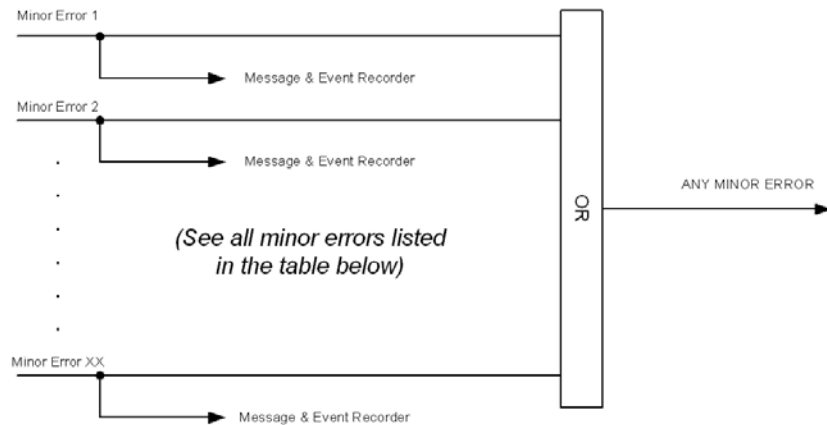 Minor Error 1
Message & Event Recorder
Minor Error 2
Message & Event Recorder
ANY MINOR ERROR
OR
(See all minor errors listed
in the table below)
Minor Error XX
Message & Event Recorder